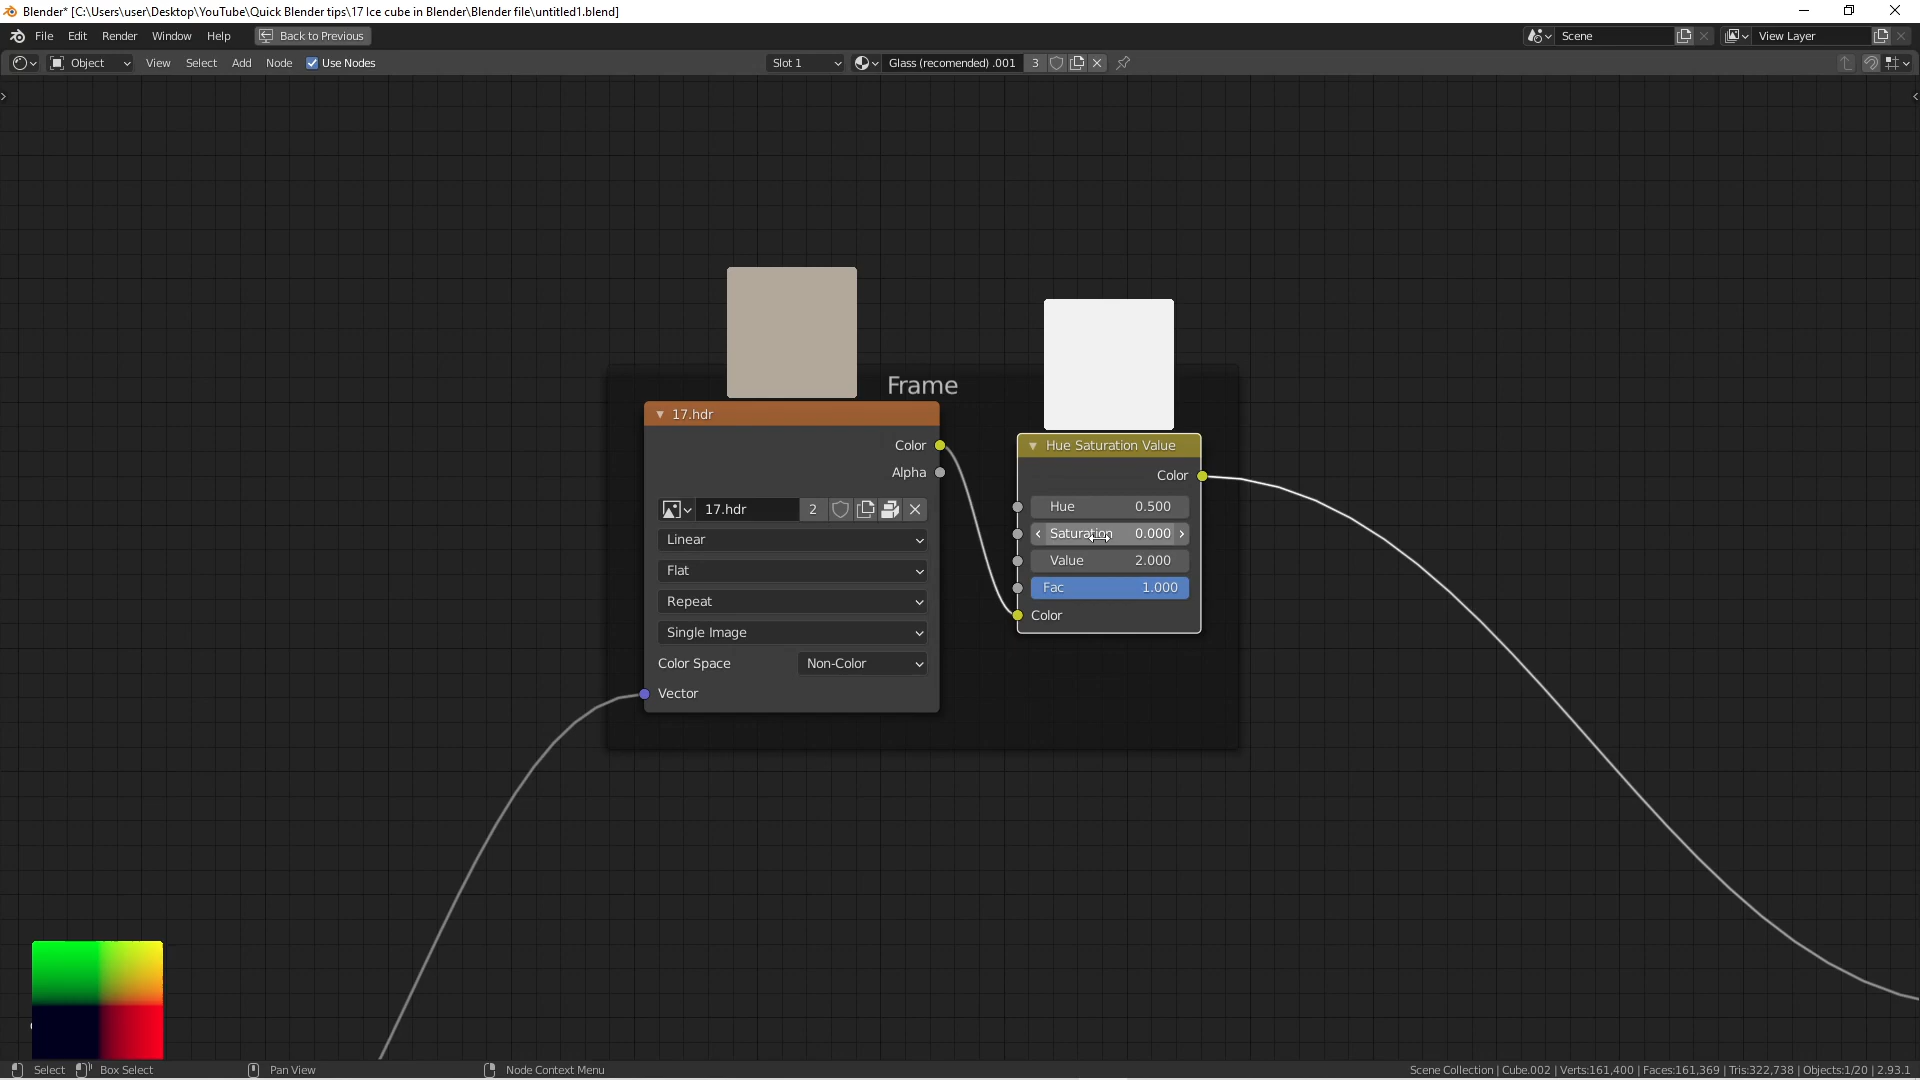 Blender* [C:\Users\user\Desktop\YouTube\Quick Blender tips\17 Ice cube in Blender\Blender file\untitled1.blend]
File Edit Render Window Help Back to Previous Scene View Layer
Object View Select Add Node Use Nodes Slot 1 Glass (recomended) .001 3
Frame
17.hdr
Color
Alpha
17.hdr 2
Linear
Flat
Repeat
Single Image
Color Space Non-Color
Vector
Hue Saturation Value
Color
Hue 0.500
Saturation 0.000
Value 2.000
Fac 1.000
Color
Select Box Select Pan View Node Context Menu Scene Collection | Cube.002 | Verts:161,400 | Faces:161,369 | Tris:322,738 | Objects:1/20 | 2.93.1